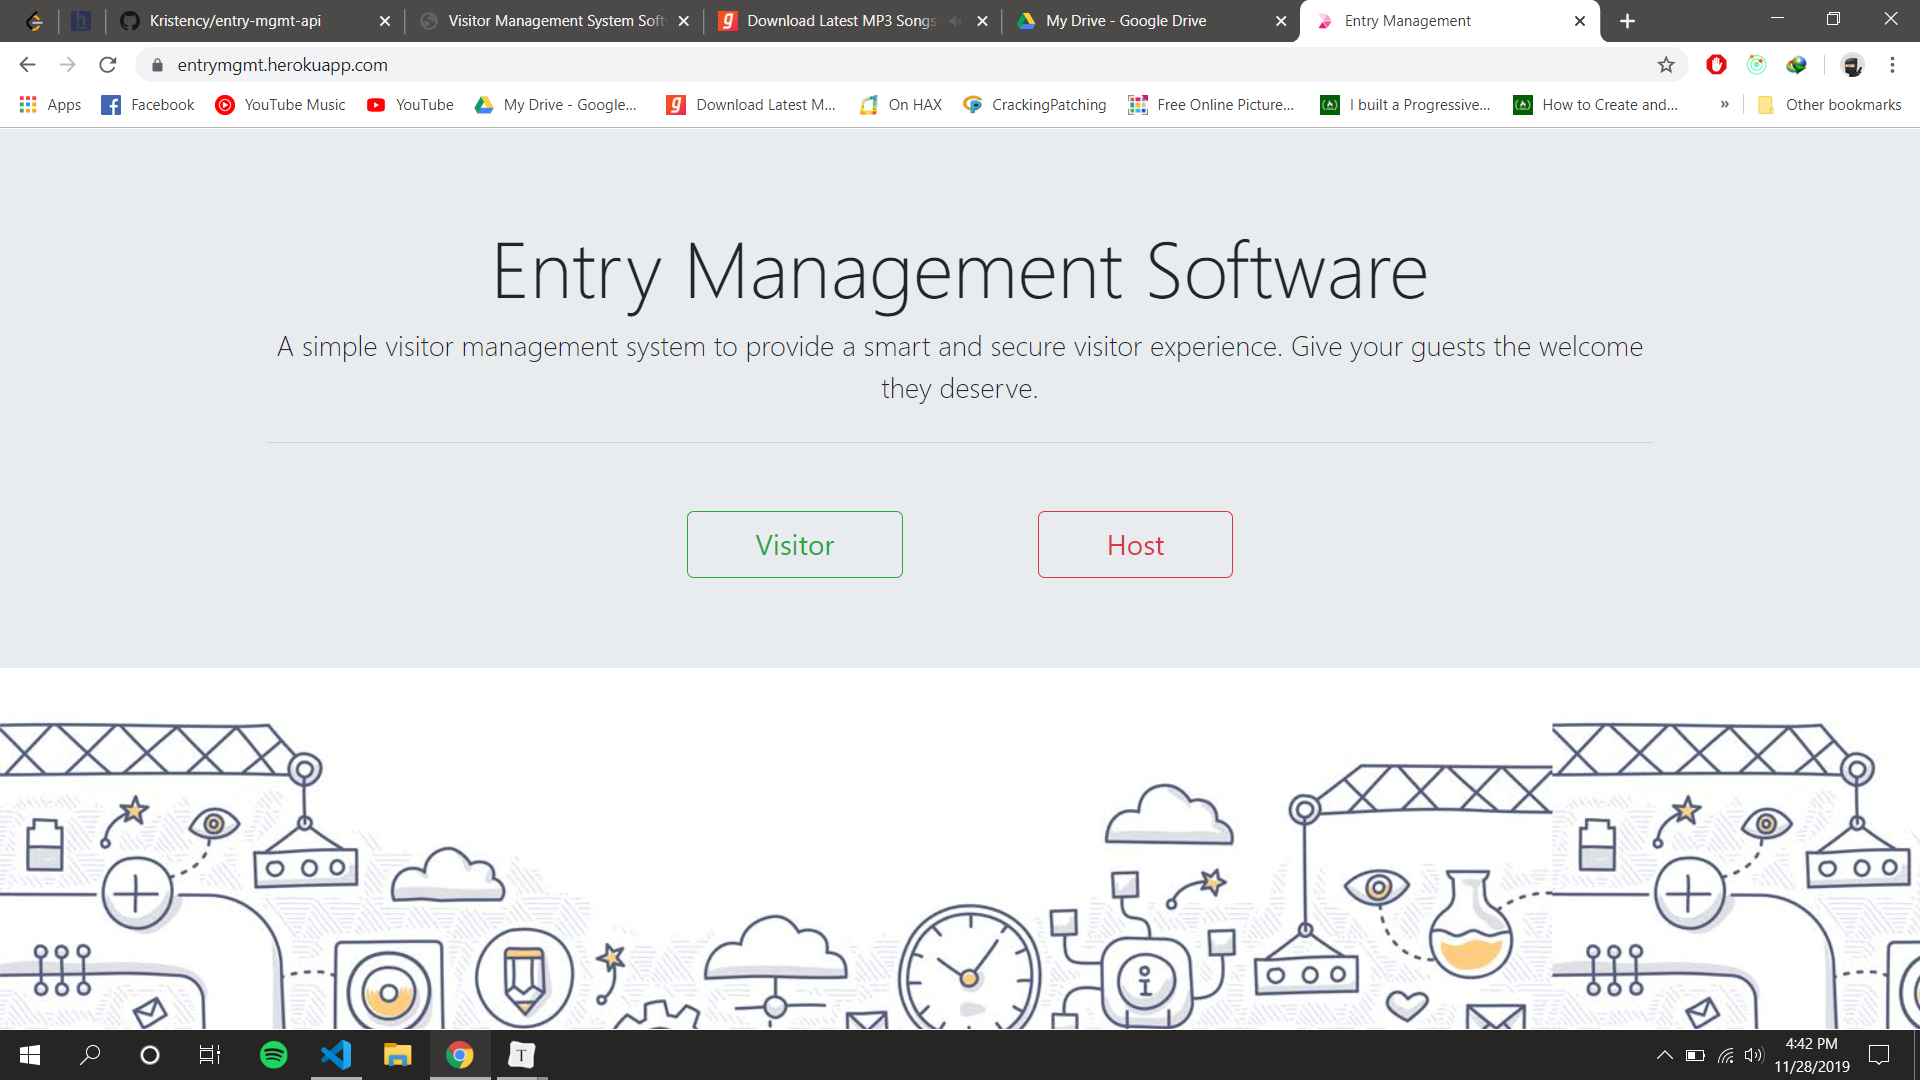 Kristency/entry-mgmt-api
Visitor Management System Soft
Download Latest MP3 Songs
My Drive - Google Drive
Entry Management
entrymgmt.herokuapp.com
Apps
Facebook
YouTube Music
YouTube
My Drive - Google...
Download Latest M...
On HAX
CrackingPatching
Free Online Picture...
I built a Progressive...
How to Create and...
»
Other bookmarks
Entry Management Software
A simple visitor management system to provide a smart and secure visitor experience. Give your guests the welcome
they deserve.
Visitor
Host
4:42 PM
11/28/2019